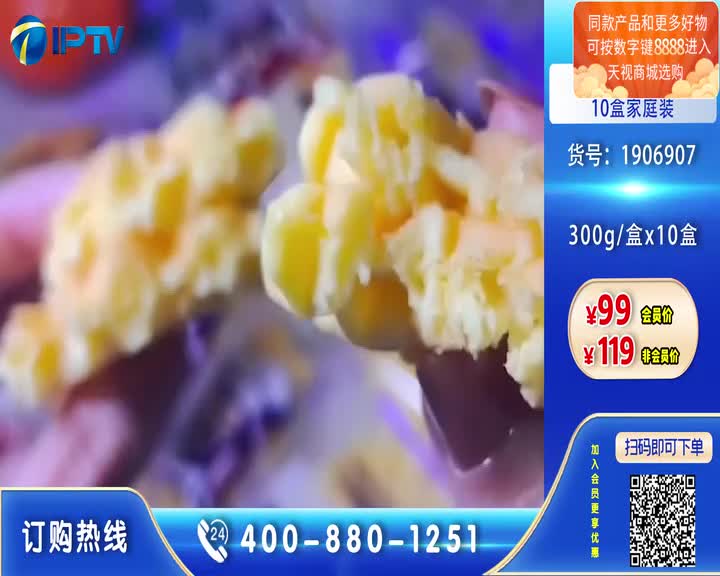 IPTV
同款产品和更多好物
可按数字键8888进入
天视商城选购
10盒家庭装
货号：1906907
300g/盒x10盒
¥99 会员价
¥119 非会员价
加入会员更享优惠
扫码即可下单
订购热线
24
400-880-1251